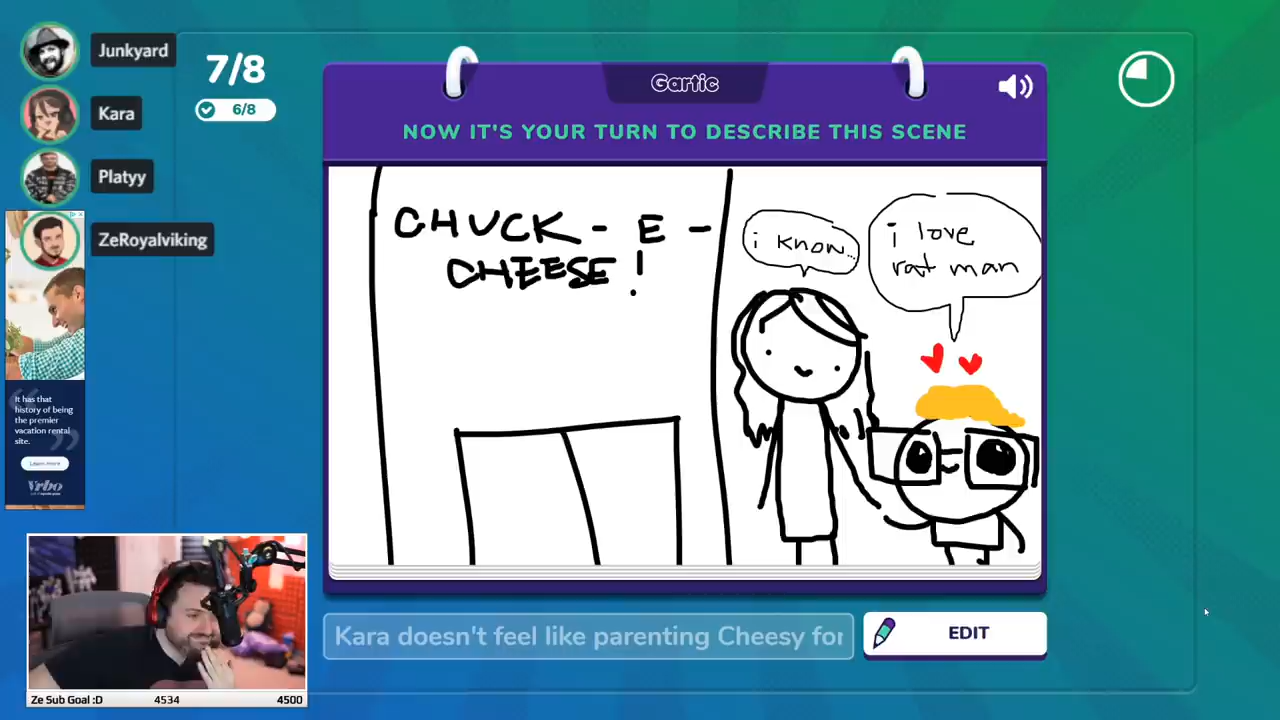 Junkyard
Kara
Platyy
ZeRoyalviking
7/8
6/8
Gartic
NOW IT'S YOUR TURN TO DESCRIBE THIS SCENE
CHUCK - E -
CHEESE !
i know...
i love
rat man
It has that
history of being
the premier
vacation rental
site.
Learn more
Vrbo
Kara doesn't feel like parenting Cheesy for
EDIT
Ze Sub Goal :D 4534 4500